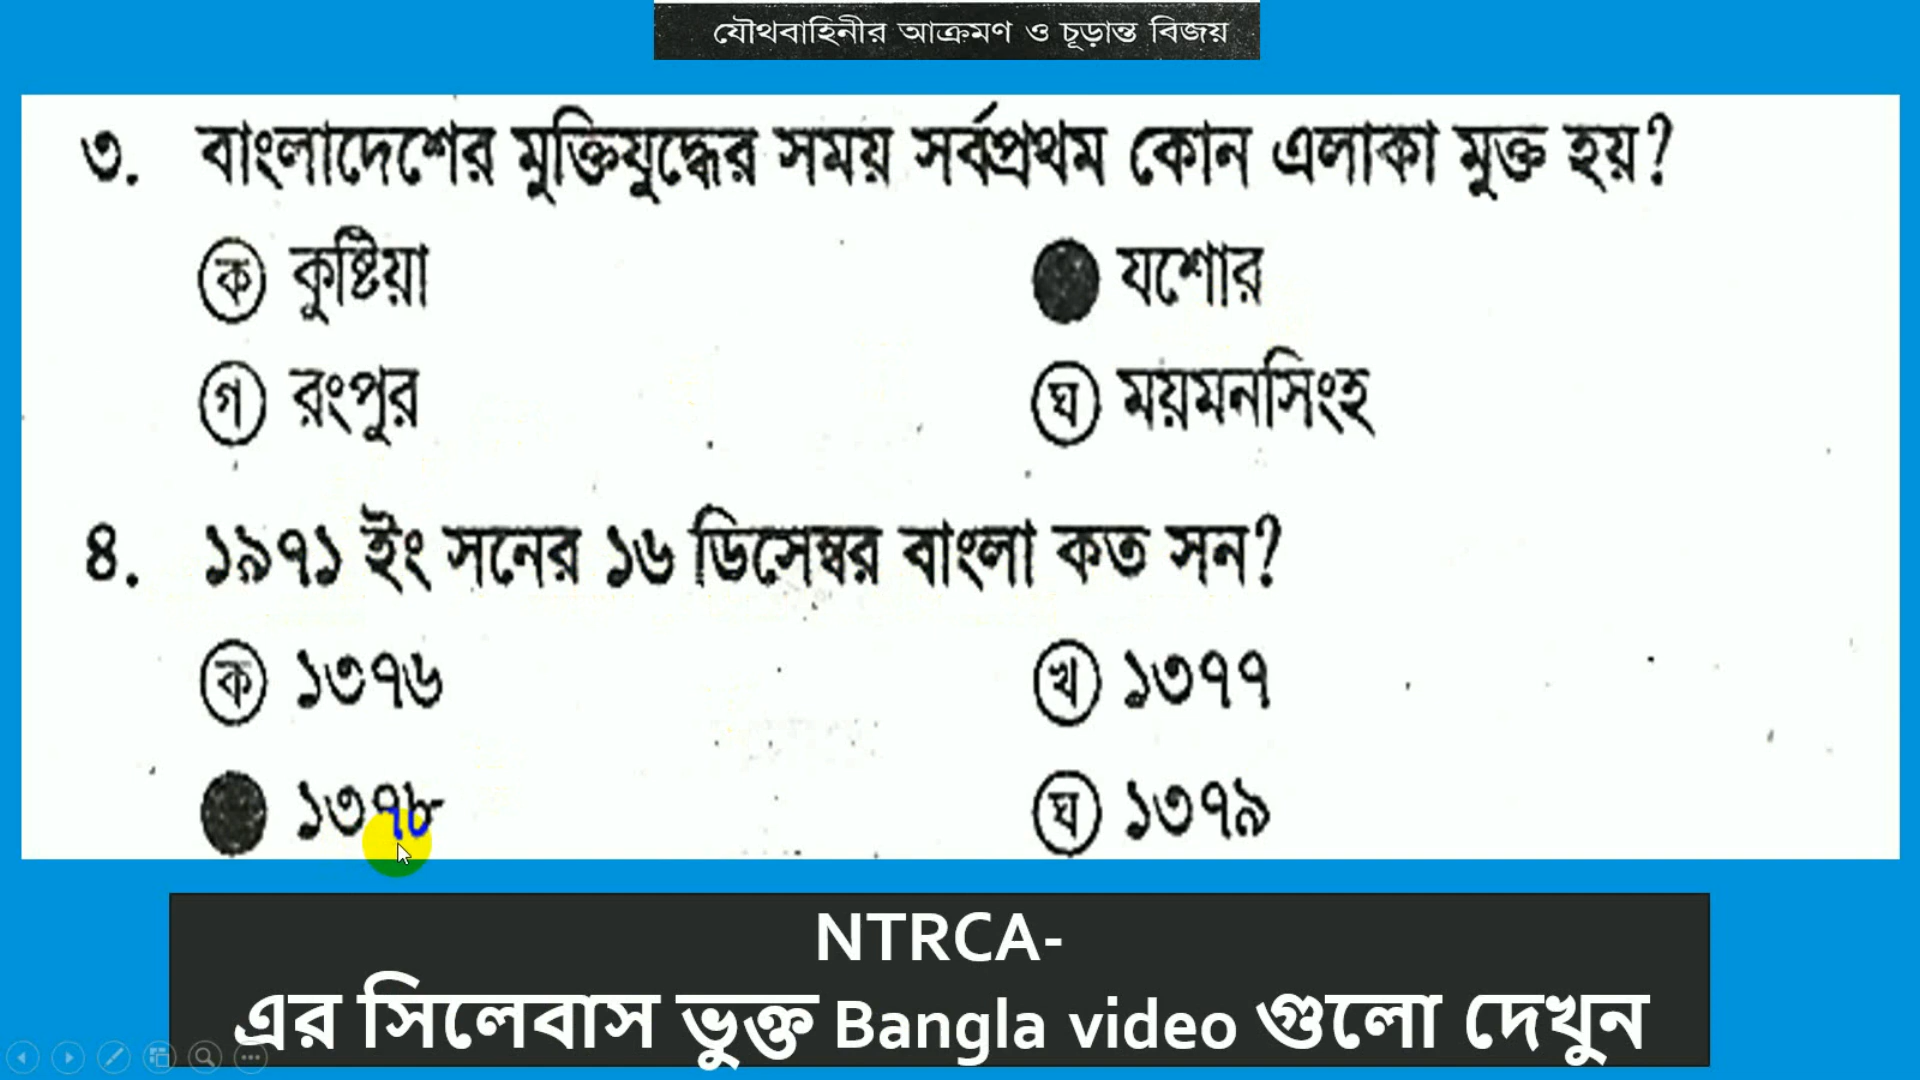 যৌথবাহিনীর আক্রমণ ও চূড়ান্ত বিজয়
৩. বাংলাদেশের মুক্তিযুদ্ধের সময় সর্বপ্রথম কোন এলাকা মুক্ত হয়?
ক কুষ্টিয়া যশোর
গ রংপুর ঘ ময়মনসিংহ
৪. ১৯৭১ ইং সনের ১৬ ডিসেম্বর বাংলা কত সন?
ক ১৩৭৬ খ ১৩৭৭
১৩৭৮ ঘ ১৩৭৯
NTRCA-
এর সিলেবাস ভুক্ত Bangla video গুলো দেখুন